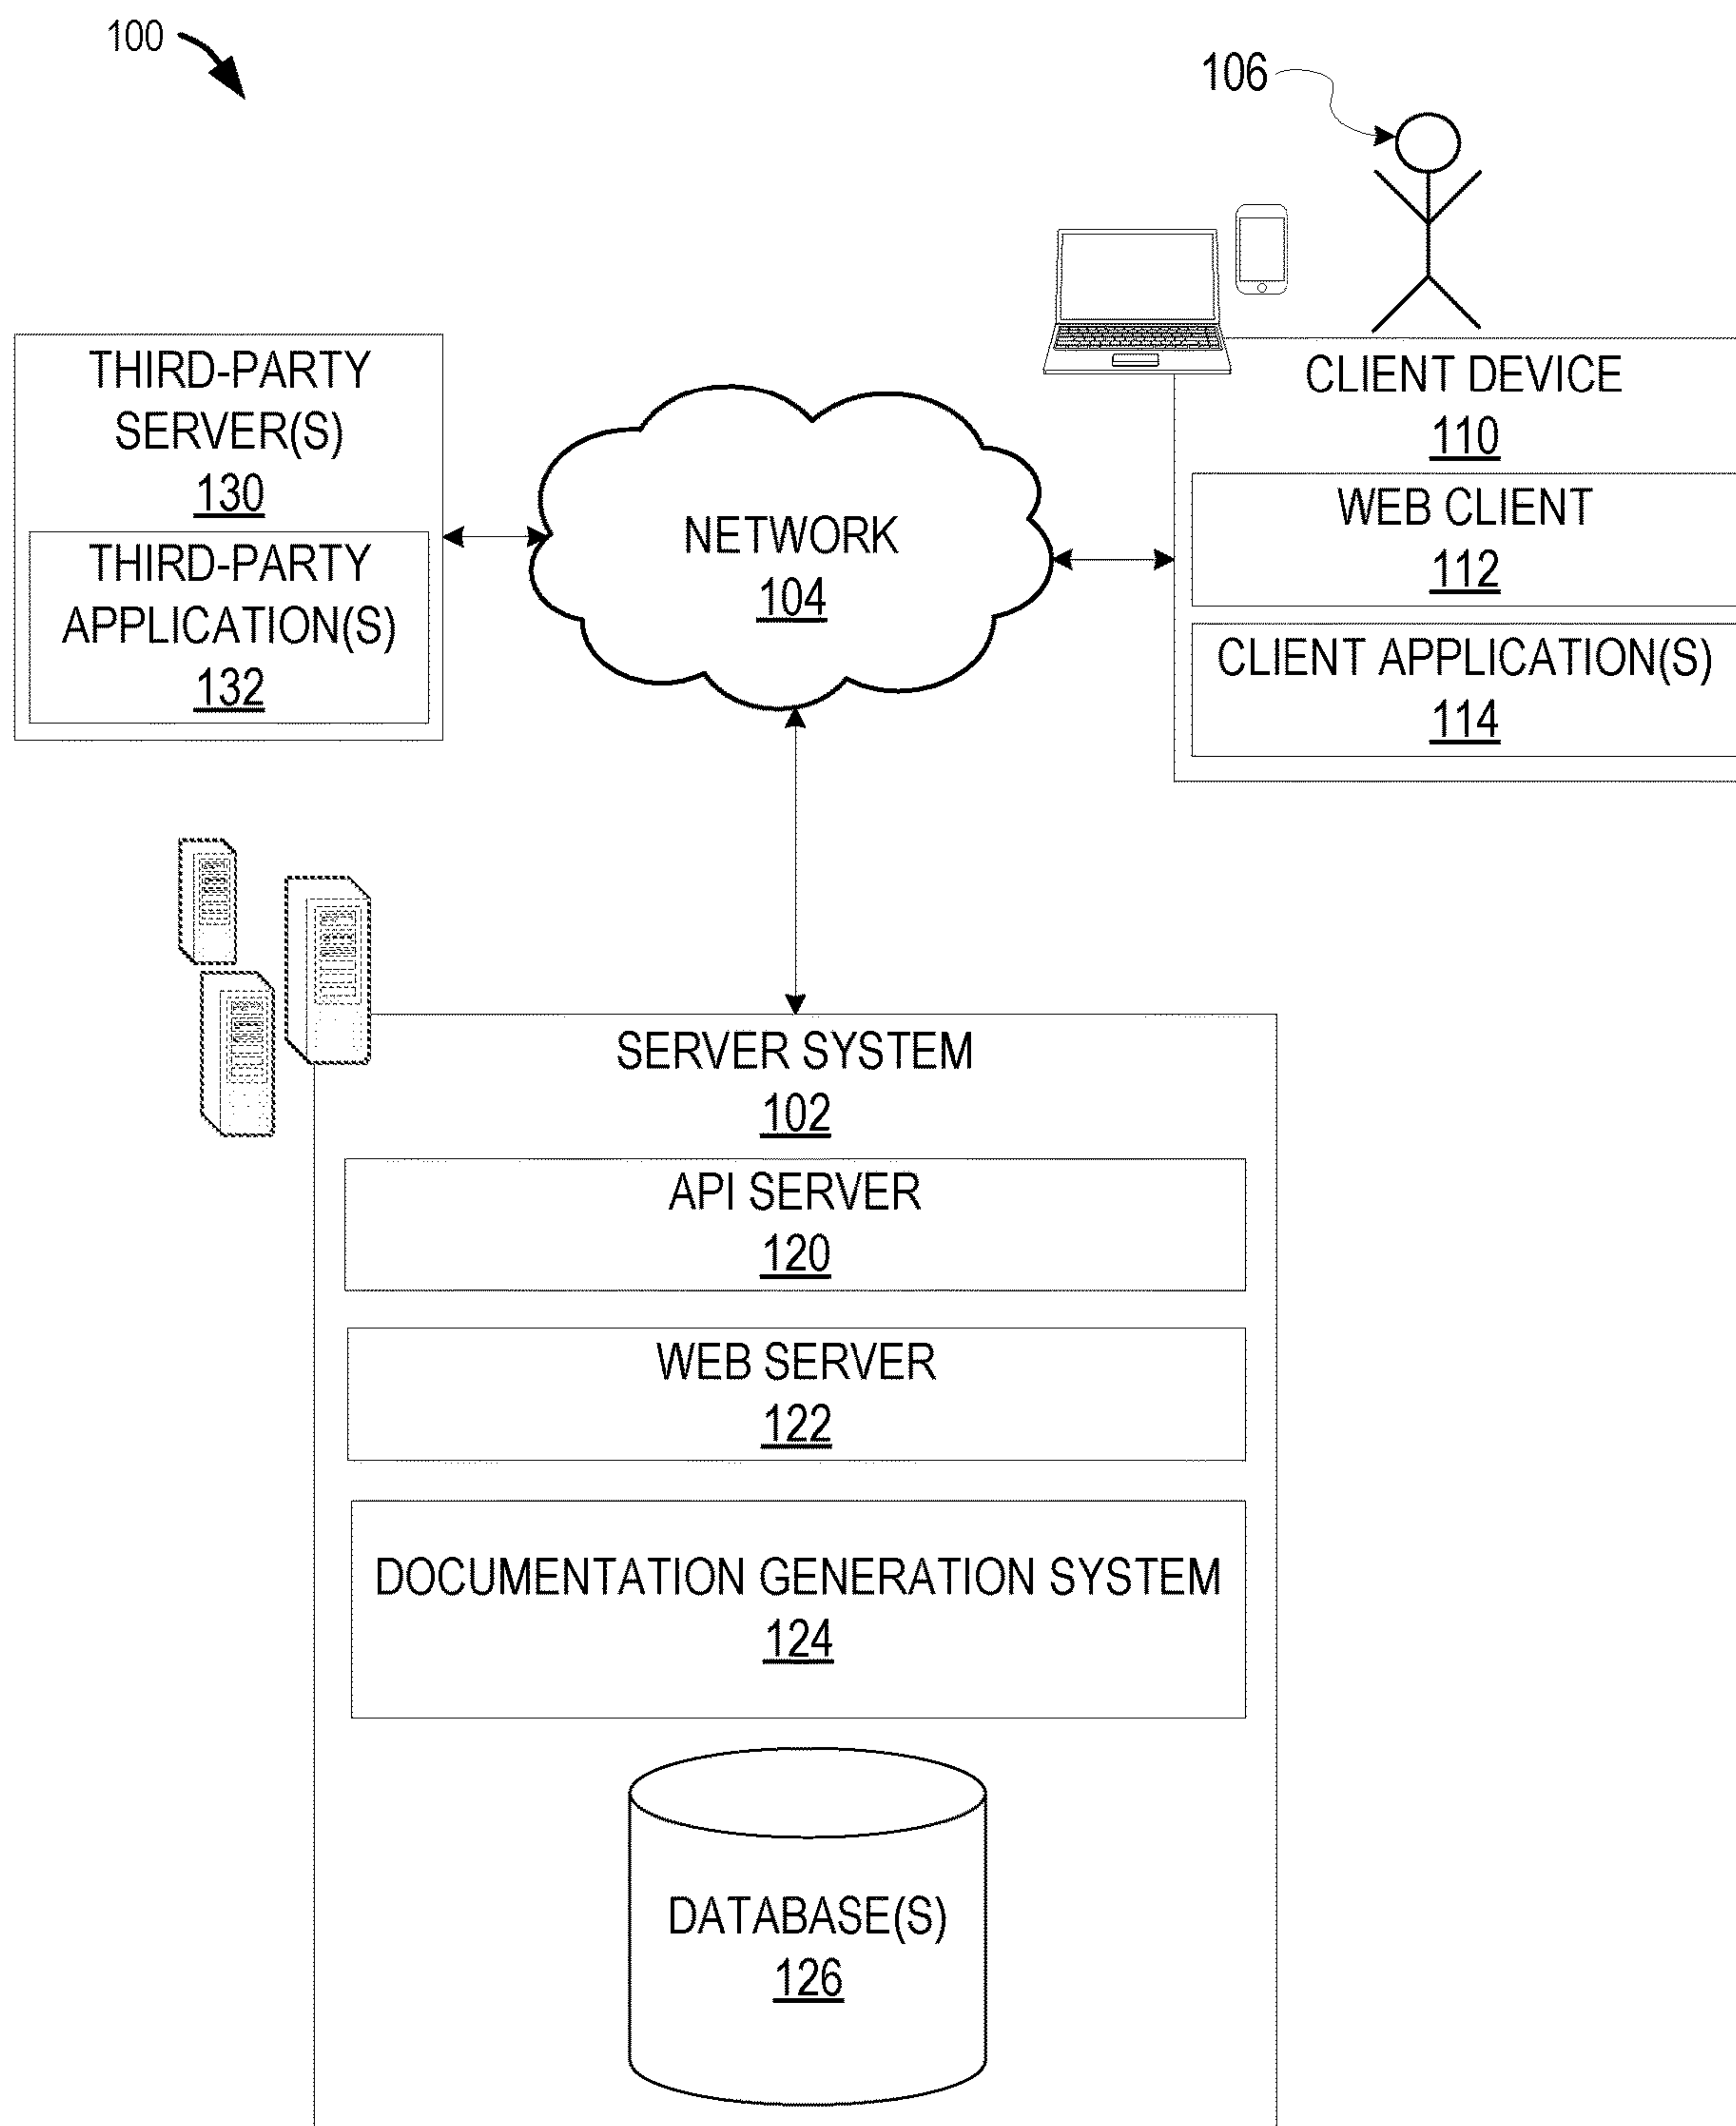 100
106
THIRD-PARTY
SERVER(S)
130
THIRD-PARTY
APPLICATION(S)
132
NETWORK
104
CLIENT DEVICE
110
WEB CLIENT
112
CLIENT APPLICATION(S)
114
SERVER SYSTEM
102
API SERVER
120
WEB SERVER
122
DOCUMENTATION GENERATION SYSTEM
124
DATABASE(S)
126